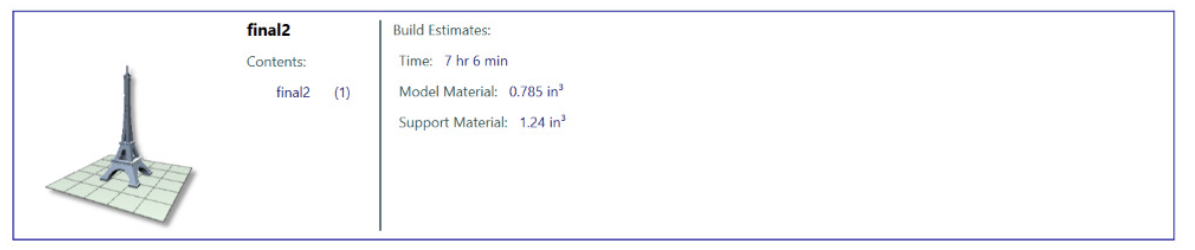 final2
Contents:
final2 (1)
Build Estimates:
Time: 7 hr 6 min
Model Material: 0.785 in³
Support Material: 1.24 in³